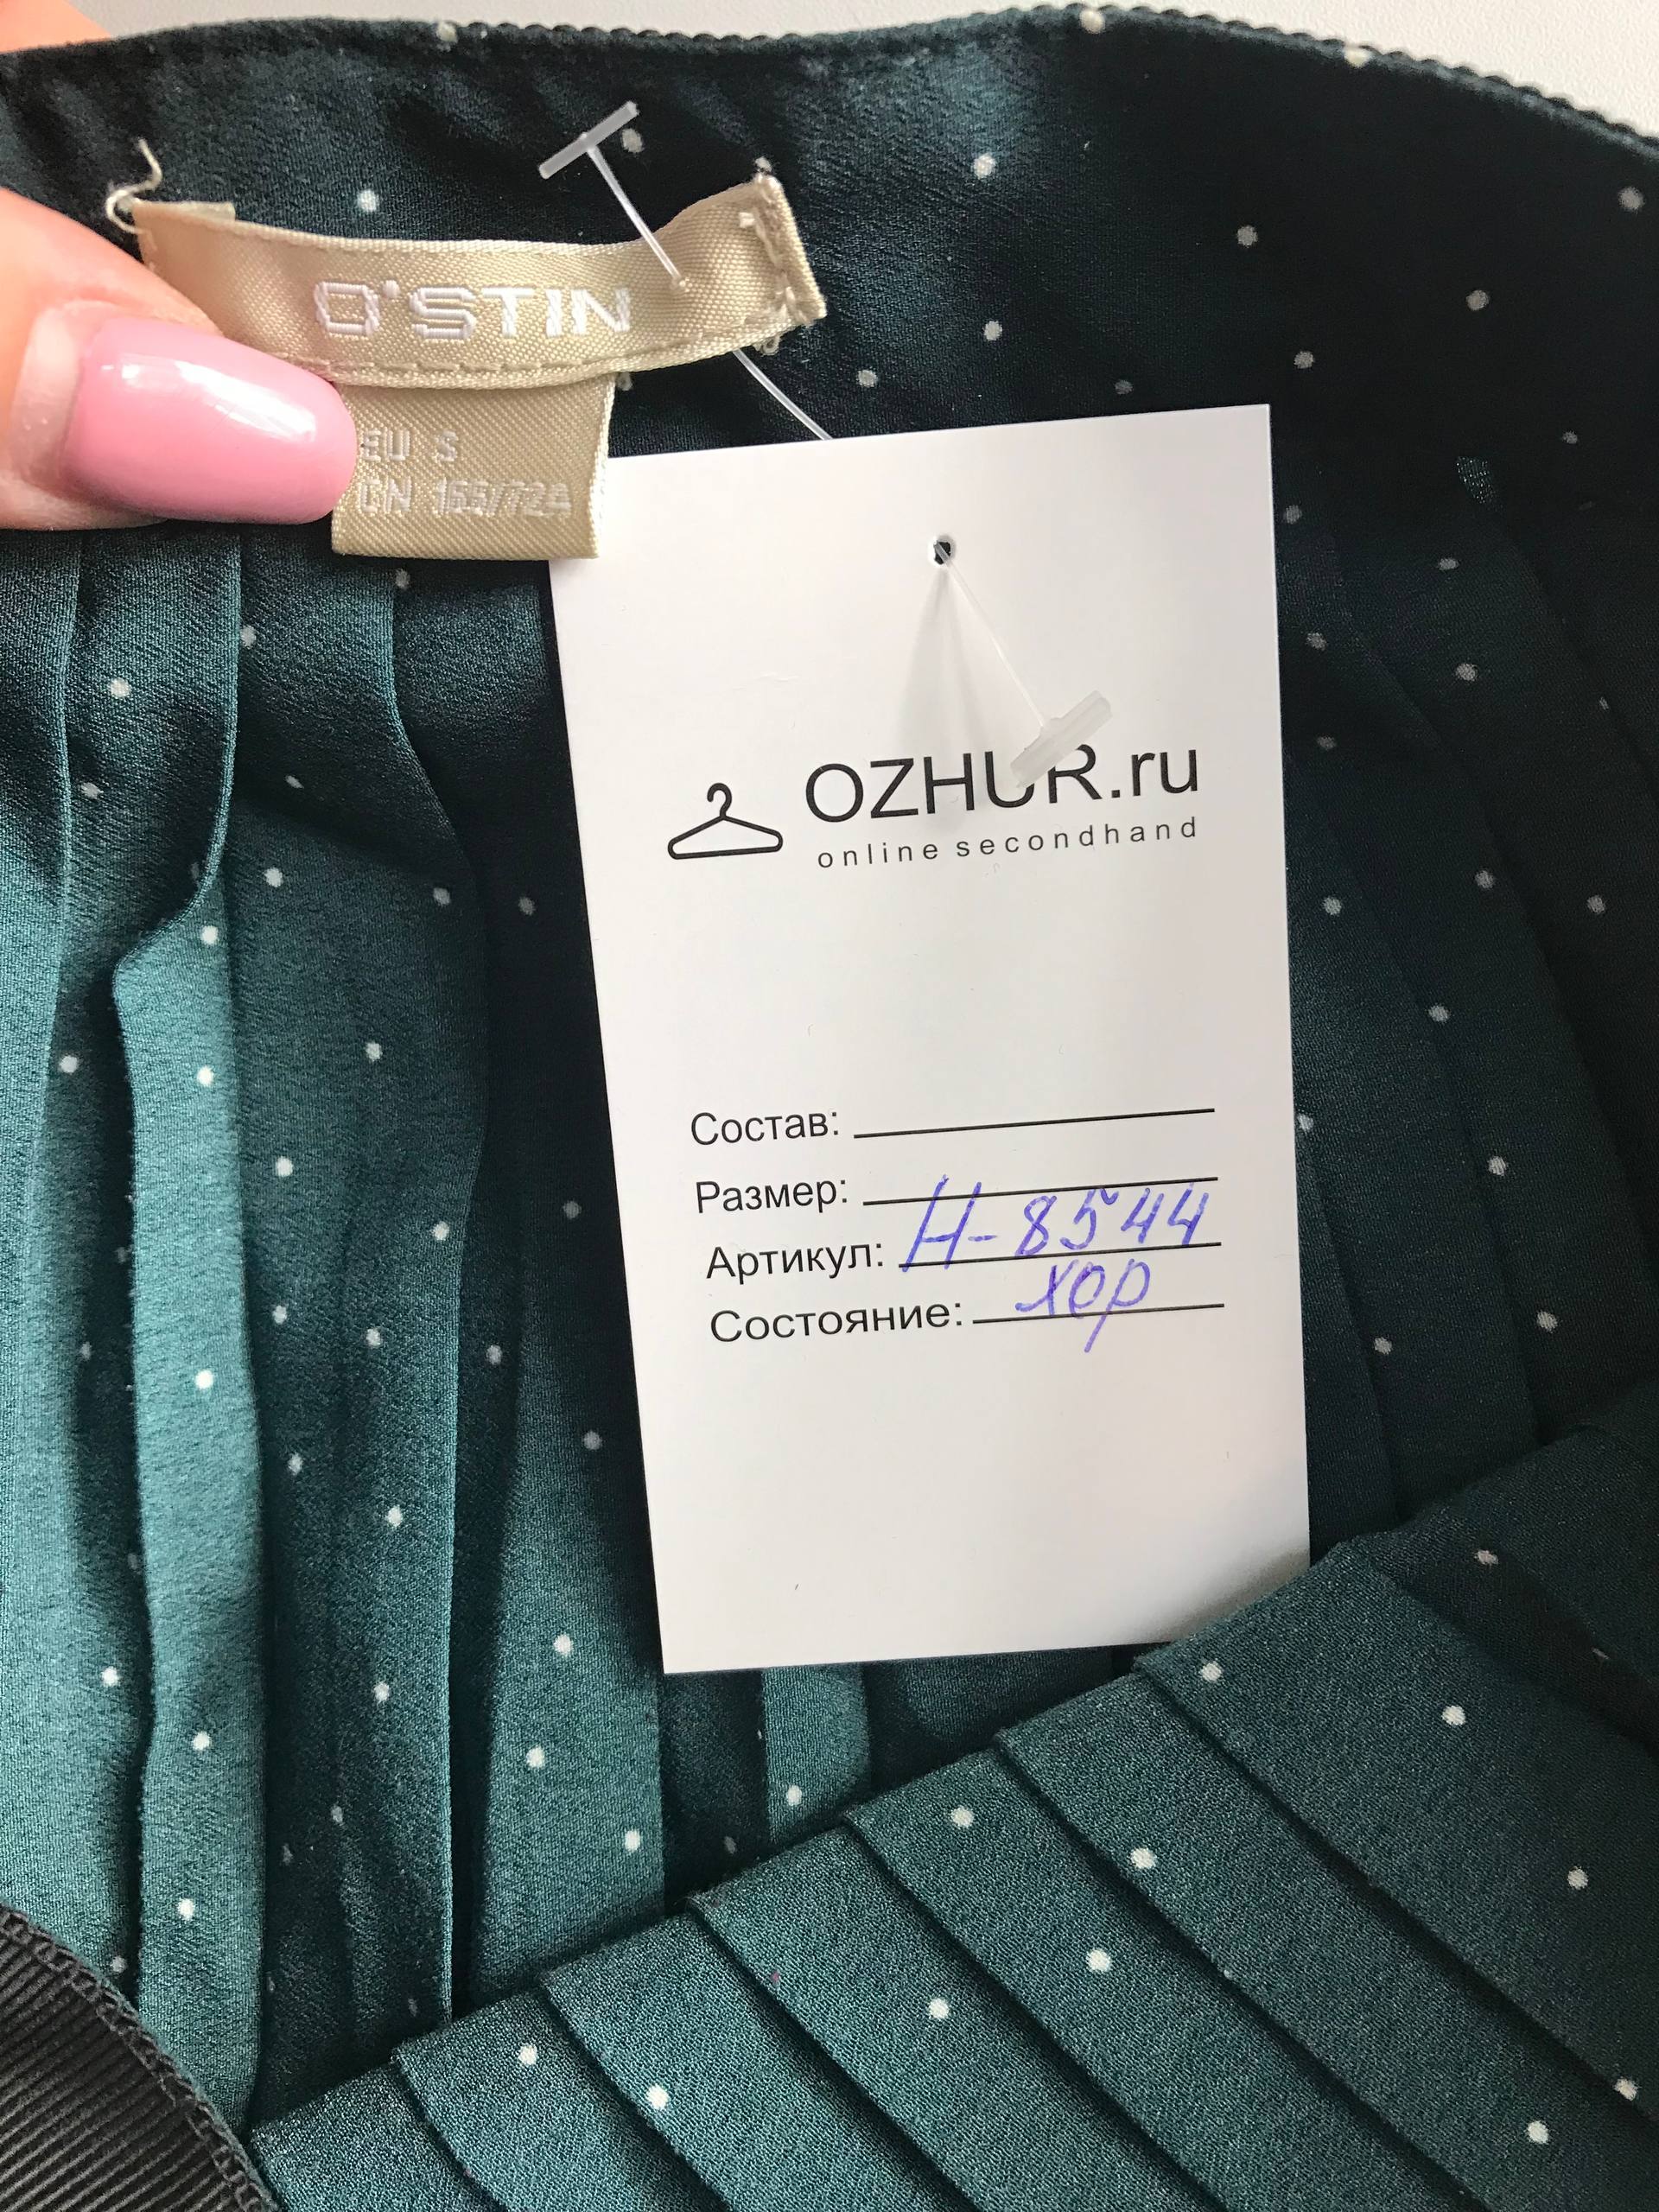 O'STIN
EU S
CN 165/72A
OZHUR.ru
online secondhand
Состав:
Размер:
Артикул: Н-8544
Состояние: хор